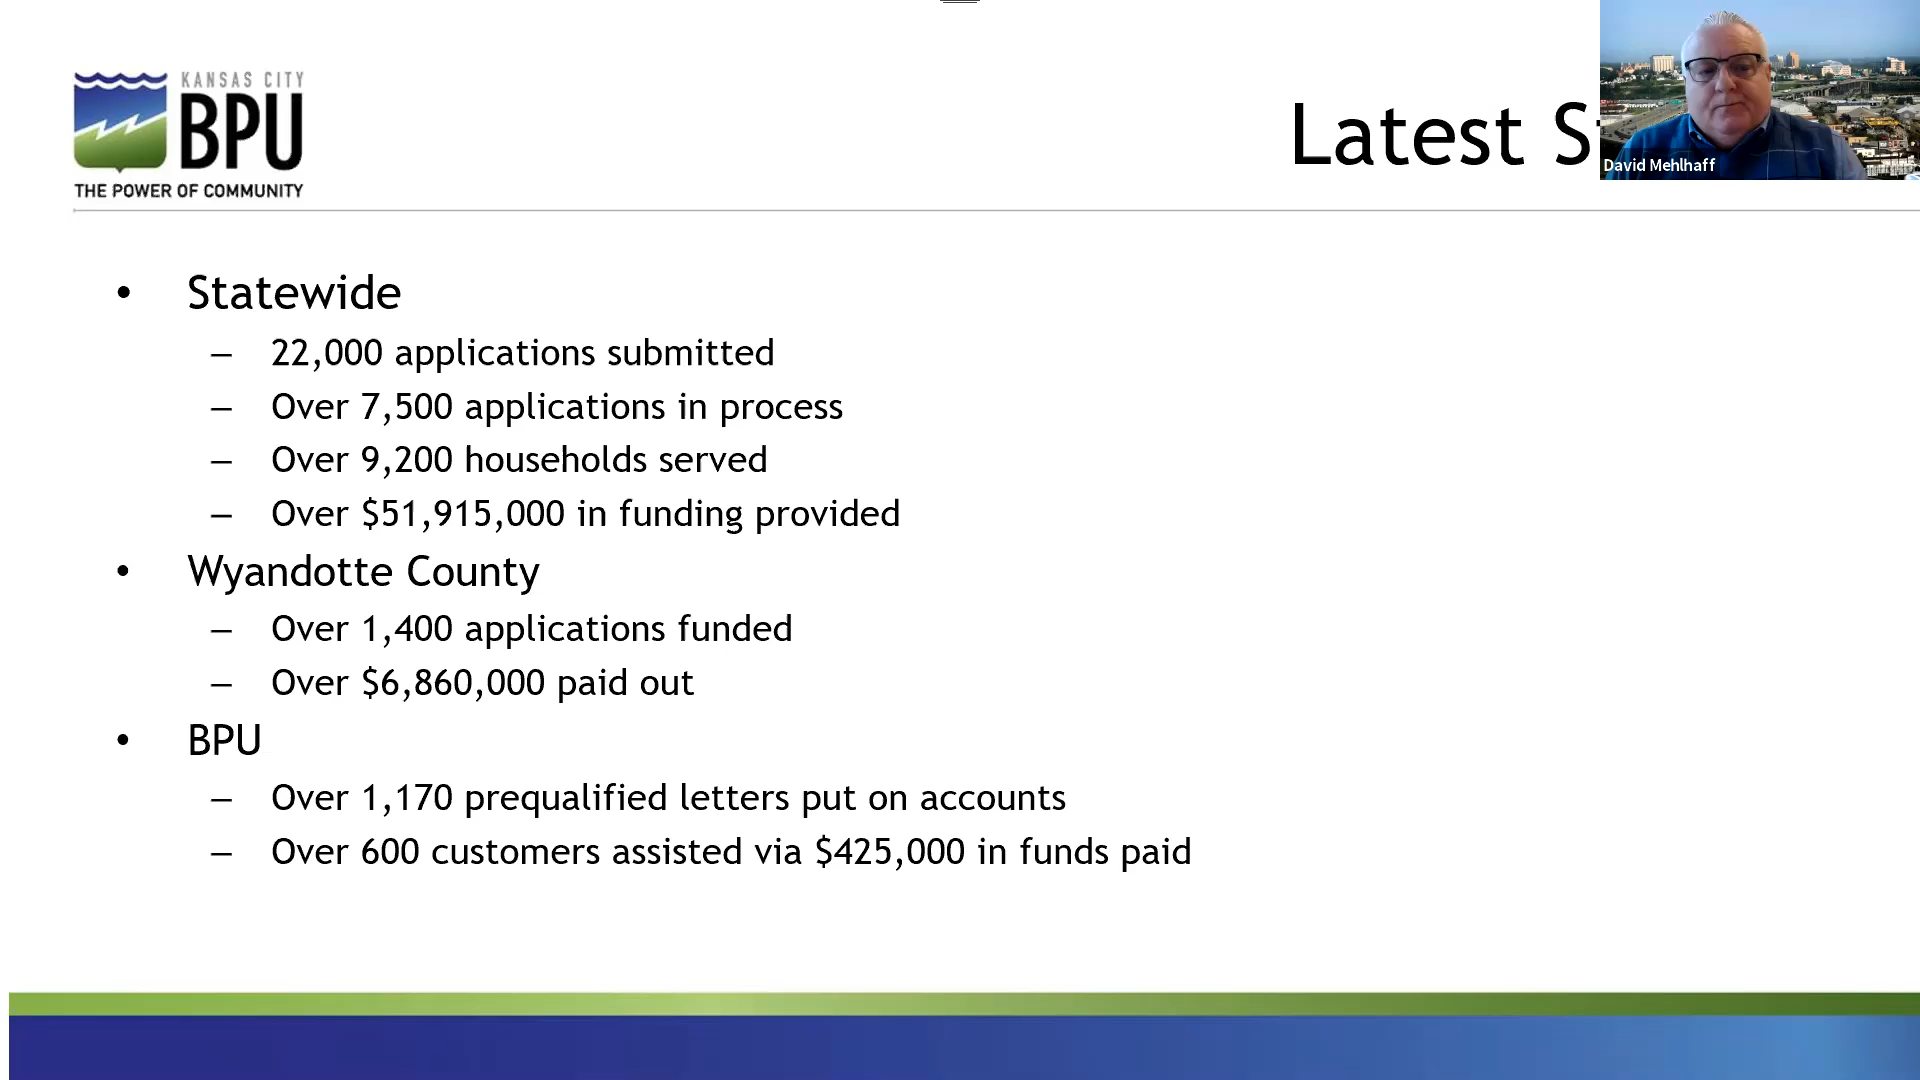 KANSAS CITY
BPU
THE POWER OF COMMUNITY
Latest S
David Mehlhaff
• Statewide
– 22,000 applications submitted
– Over 7,500 applications in process
– Over 9,200 households served
– Over $51,915,000 in funding provided
• Wyandotte County
– Over 1,400 applications funded
– Over $6,860,000 paid out
• BPU
– Over 1,170 prequalified letters put on accounts
– Over 600 customers assisted via $425,000 in funds paid